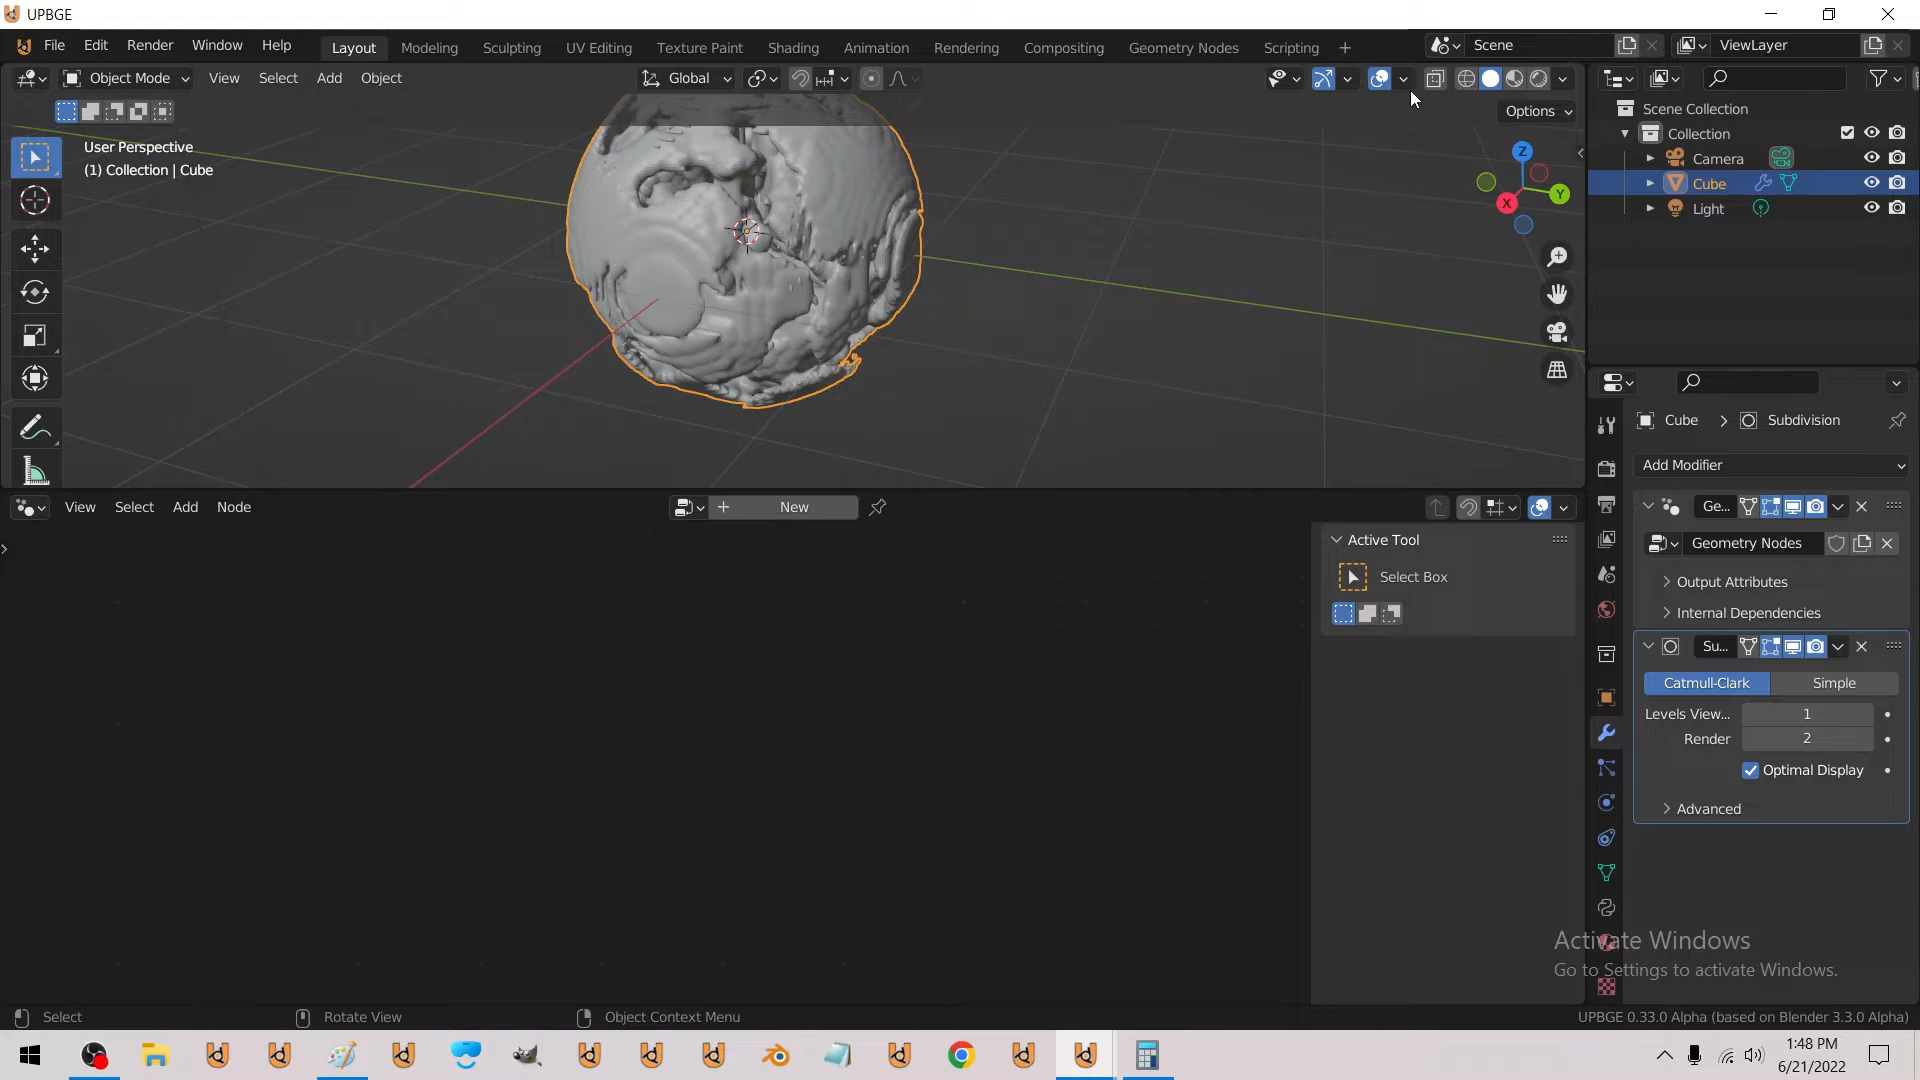 UPBGE
File Edit Render Window Help Layout Modeling Sculpting UV Editing Texture Paint Shading Animation Rendering Compositing Geometry Nodes Scripting + Scene ViewLayer
Object Mode View Select Add Object Global
Options
User Perspective
(1) Collection | Cube
Z
Y
X
Scene Collection
Collection
Camera
Cube
Light
Cube > Subdivision
Add Modifier
Ge...
Geometry Nodes
Output Attributes
Internal Dependencies
Su...
Catmull-Clark Simple
Levels View... 1
Render 2
Optimal Display
Advanced
View Select Add Node New
Active Tool
Select Box
Activate Windows
Go to Settings to activate Windows.
Select Rotate View Object Context Menu UPBGE 0.33.0 Alpha (based on Blender 3.3.0 Alpha)
1:48 PM
6/21/2022